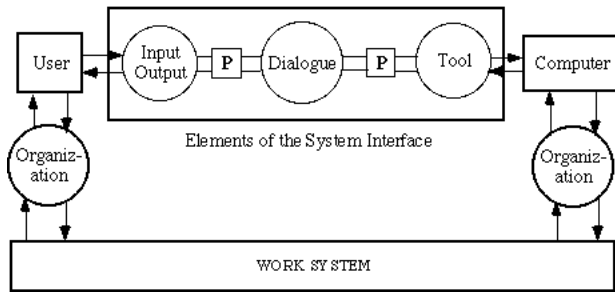 User
Input
Output
P
Dialogue
P
Tool
Computer
Elements of the System Interface
Organiz-
ation
Organiz-
ation
WORK SYSTEM